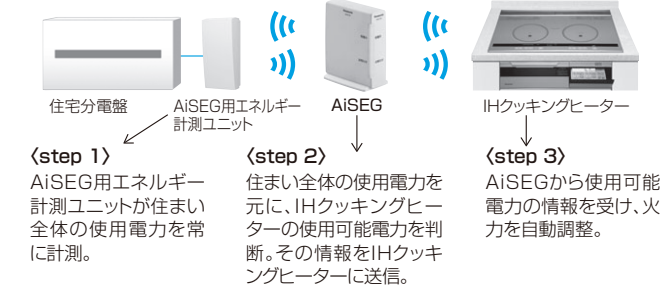 住宅分電盤
AiSEG用エネルギー
計測ユニット
AiSEG
IHクッキングヒーター
〈step 1〉
AiSEG用エネルギー
計測ユニットが住まい
全体の使用電力を常
に計測。
〈step 2〉
住まい全体の使用電力を
元に、IHクッキングヒー
ターの使用可能電力を判
断。その情報をIHクッキ
ングヒーターに送信。
〈step 3〉
AiSEGから使用可能
電力の情報を受け、火
力を自動調整。